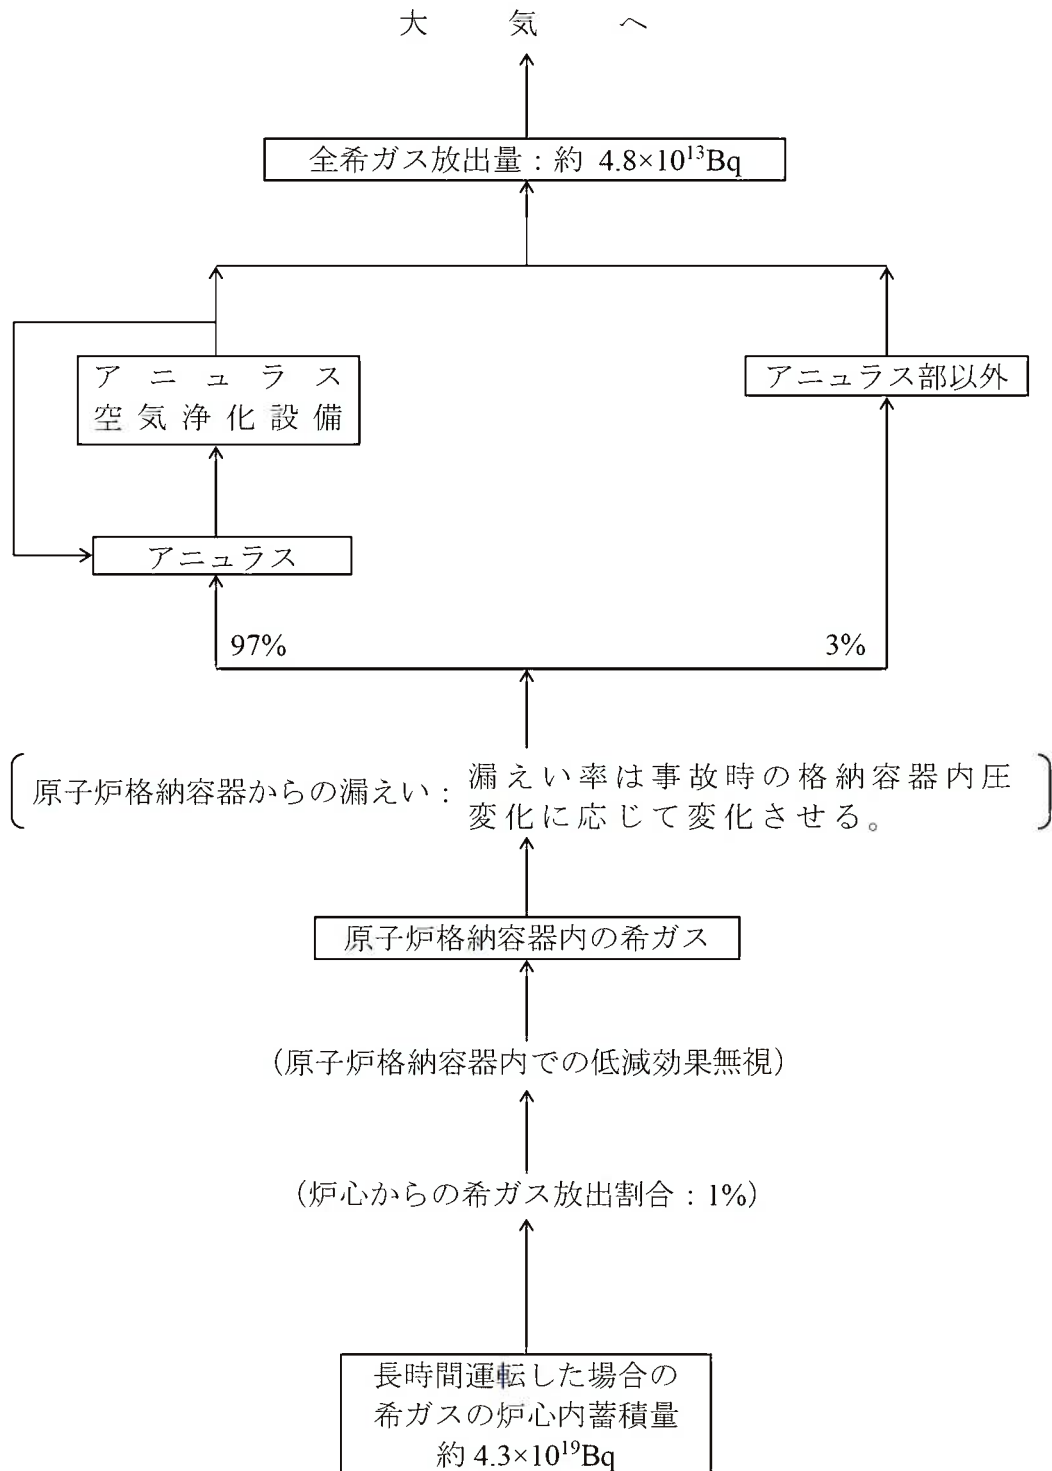 大気へ
全希ガス放出量：約 4.8×10¹³Bq
アニュラス
空気浄化設備
アニュラス部以外
アニュラス
97%
3%
原子炉格納容器からの漏えい：
漏えい率は事故時の格納容器内圧
変化に応じて変化させる。
原子炉格納容器内の希ガス
(原子炉格納容器内での低減効果無視)
(炉心からの希ガス放出割合：1%)
長時間運転した場合の
希ガスの炉心内蓄積量
約 4.3×10¹⁹Bq